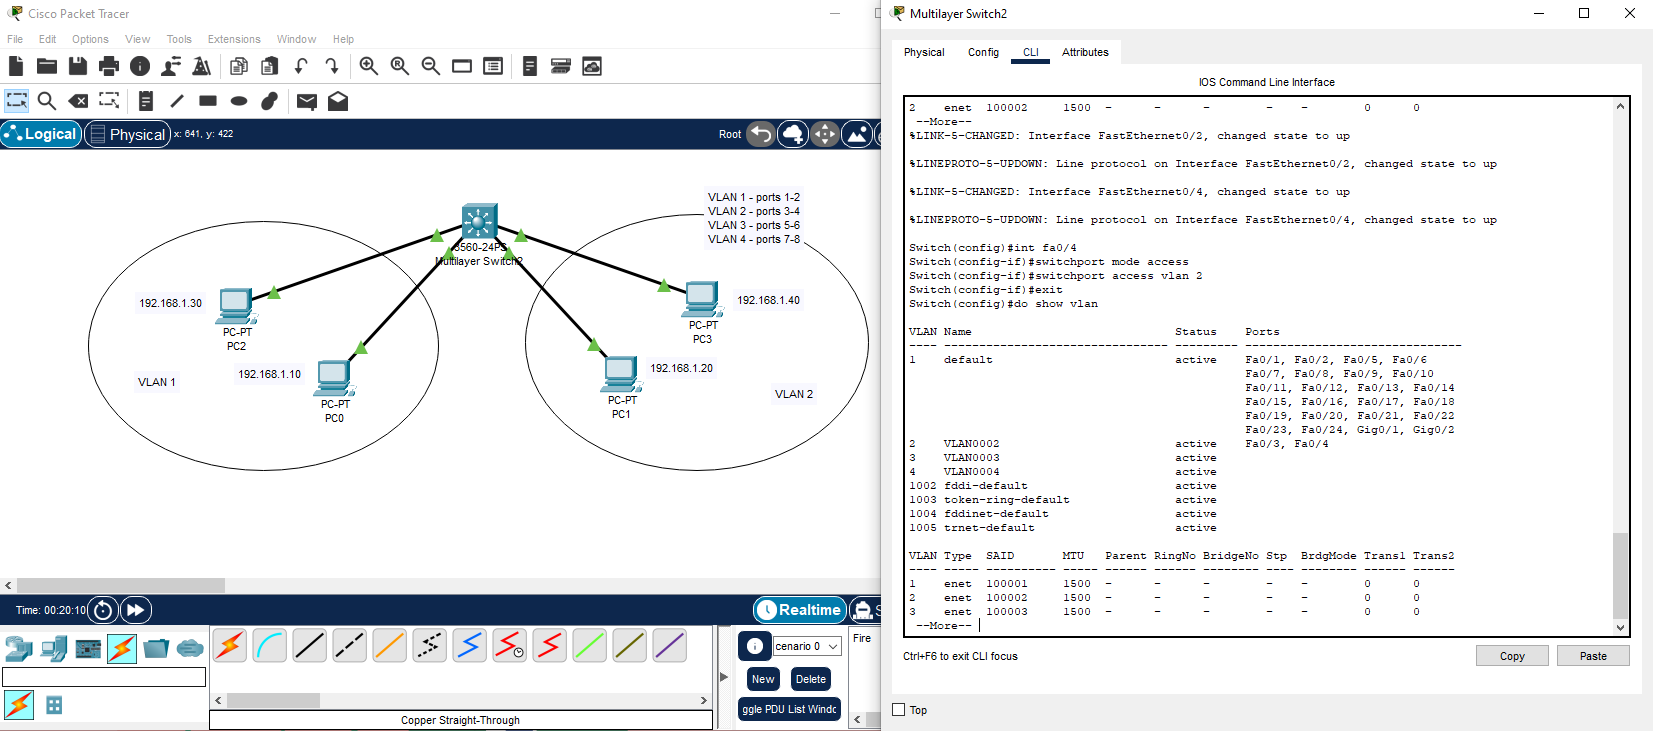 Cisco Packet Tracer
File Edit Options View Tools Extensions Window Help
Logical Physical x: 641, y: 422 Root
VLAN 1 - ports 1-2
VLAN 2 - ports 3-4
VLAN 3 - ports 5-6
VLAN 4 - ports 7-8
3560-24PS
Multilayer Switch2
192.168.1.30
PC-PT
PC2
192.168.1.10
PC-PT
PC0
VLAN 1
192.168.1.40
PC-PT
PC3
192.168.1.20
PC-PT
PC1
VLAN 2
Time: 00:20:10
Realtime S
cenario 0
Fire
New Delete
ggle PDU List Windo
Copper Straight-Through
Multilayer Switch2
Physical Config CLI Attributes
IOS Command Line Interface
2 enet 100002 1500 - - - - - 0 0
--More--
%LINK-5-CHANGED: Interface FastEthernet0/2, changed state to up
%LINEPROTO-5-UPDOWN: Line protocol on Interface FastEthernet0/2, changed state to up
%LINK-5-CHANGED: Interface FastEthernet0/4, changed state to up
%LINEPROTO-5-UPDOWN: Line protocol on Interface FastEthernet0/4, changed state to up
Switch(config)#int fa0/4
Switch(config-if)#switchport mode access
Switch(config-if)#switchport access vlan 2
Switch(config-if)#exit
Switch(config)#do show vlan
VLAN Name Status Ports
---- -------------------------------- --------- -------------------------------
1 default active Fa0/1, Fa0/2, Fa0/5, Fa0/6
Fa0/7, Fa0/8, Fa0/9, Fa0/10
Fa0/11, Fa0/12, Fa0/13, Fa0/14
Fa0/15, Fa0/16, Fa0/17, Fa0/18
Fa0/19, Fa0/20, Fa0/21, Fa0/22
Fa0/23, Fa0/24, Gig0/1, Gig0/2
2 VLAN0002 active Fa0/3, Fa0/4
3 VLAN0003 active
4 VLAN0004 active
1002 fddi-default active
1003 token-ring-default active
1004 fddinet-default active
1005 trnet-default active
VLAN Type SAID MTU Parent RingNo BridgeNo Stp BrdgMode Trans1 Trans2
---- ----- ---------- ----- ------ ------ -------- ---- -------- ------ ------
1 enet 100001 1500 - - - - - 0 0
2 enet 100002 1500 - - - - - 0 0
3 enet 100003 1500 - - - - - 0 0
--More--
Ctrl+F6 to exit CLI focus
Copy Paste
Top